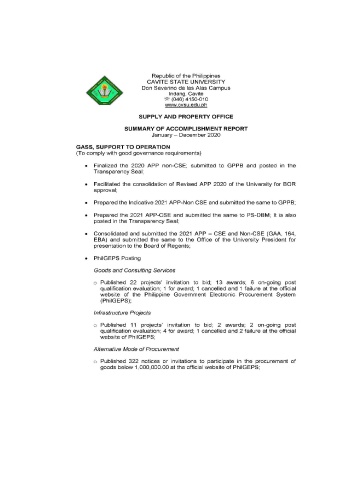 Republic of the Philippines
CAVITE STATE UNIVERSITY
Don Severino de las Alas Campus
Indang, Cavite
☏ (046) 4150-010
www.cvsu.edu.ph
SUPPLY AND PROPERTY OFFICE
SUMMARY OF ACCOMPLISHMENT REPORT
January – December 2020
GASS, SUPPORT TO OPERATION
(To comply with good governance requirements)
• Finalized the 2020 APP non-CSE; submitted to GPPB and posted in the
Transparency Seal;
• Facilitated the consolidation of Revised APP 2020 of the University for BOR
approval;
• Prepared the Indicative 2021 APP-Non CSE and submitted the same to GPPB;
• Prepared the 2021 APP-CSE and submitted the same to PS-DBM; it is also
posted in the Transparency Seal;
• Consolidated and submitted the 2021 APP – CSE and Non-CSE (GAA, 164,
EBA) and submitted the same to the Office of the University President for
presentation to the Board of Regents;
• PhilGEPS Posting
Goods and Consulting Services
o Published 22 projects' invitation to bid; 13 awards; 6 on-going post
qualification evaluation; 1 for award; 1 cancelled and 1 failure at the official
website of the Philippine Government Electronic Procurement System
(PhilGEPS);
Infrastructure Projects
o Published 11 projects' invitation to bid; 2 awards; 2 on-going post
qualification evaluation; 4 for award; 1 cancelled and 2 failure at the official
website of PhilGEPS;
Alternative Mode of Procurement
o Published 322 notices or invitations to participate in the procurement of
goods below 1,000,000.00 at the official website of PhilGEPS;